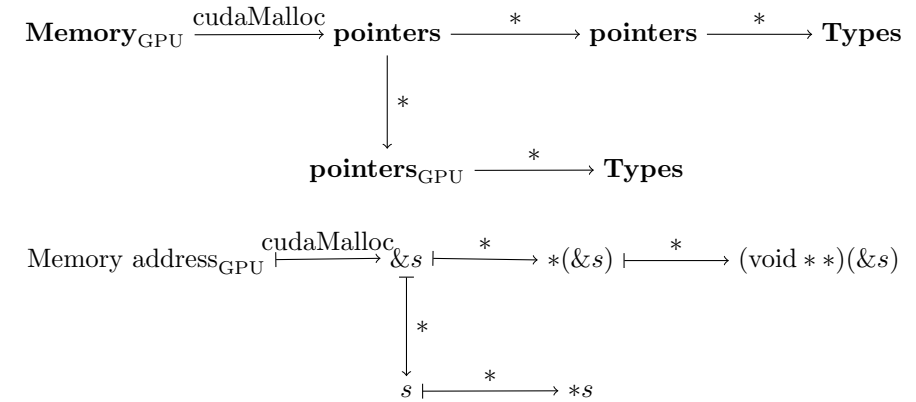 Memory_GPU cudaMalloc pointers * pointers * Types
*
pointers_GPU * Types
Memory address_GPU cudaMalloc &s * *(&s) * (void * *)(&s)
*
s * *s